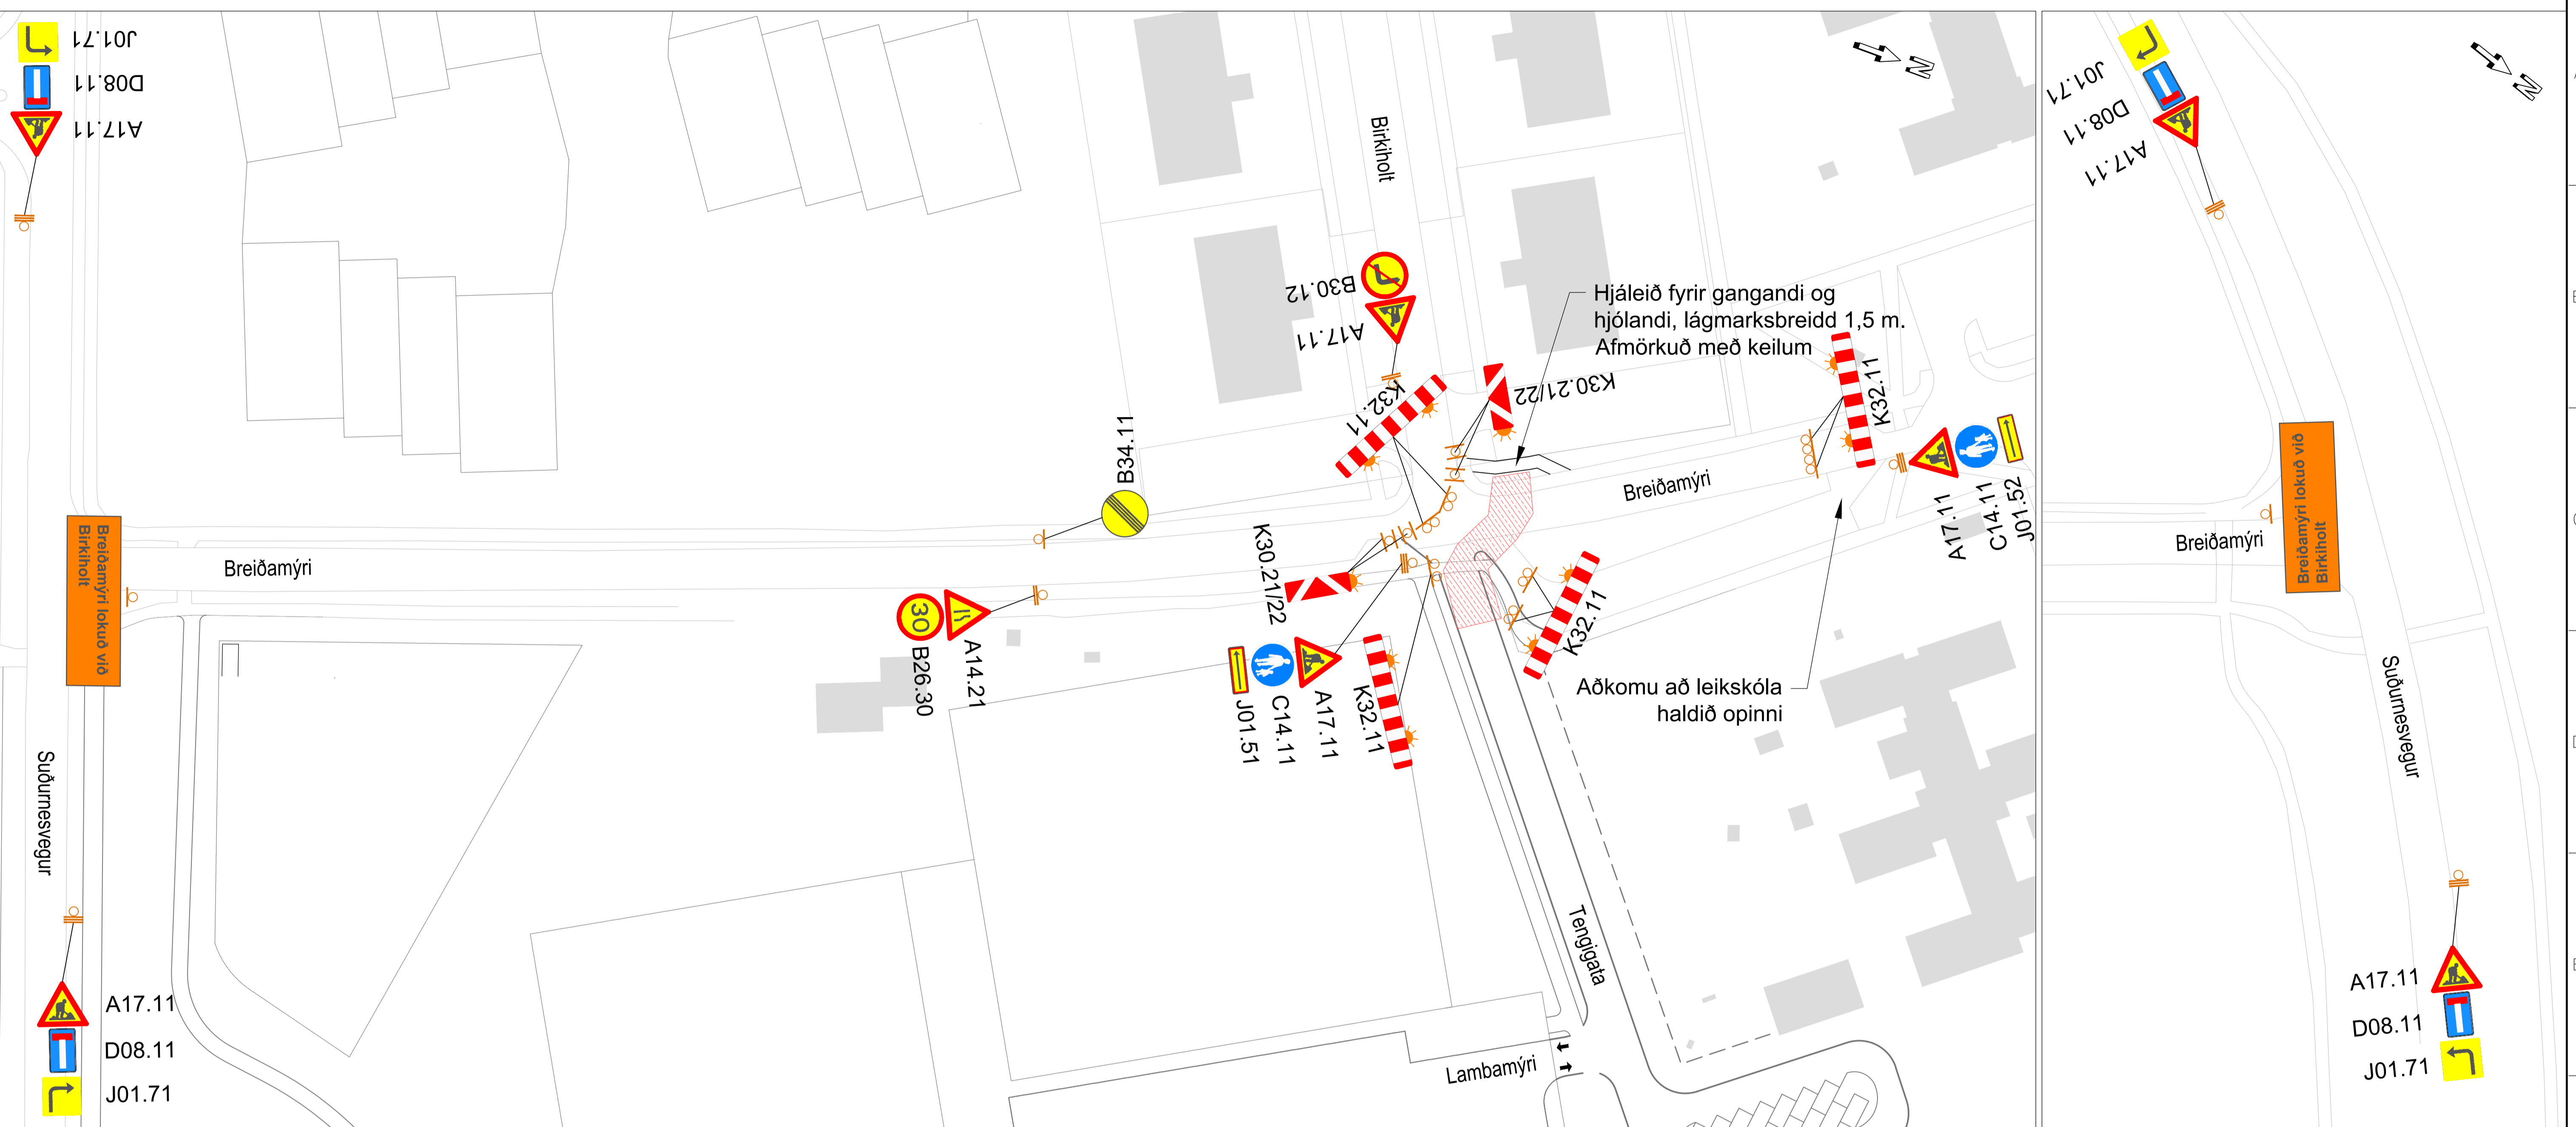 J01.71
D08.11
A17.11
Breiðamýri lokuð við
Birkiholt
Breiðamýri
Suðurnesvegur
A17.11
D08.11
J01.71
Birkiholt
B30.12
A17.11
K32.11
K30.21/22
Hjáleið fyrir gangandi og
hjólandi, lágmarksbreidd 1,5 m.
Afmörkuð með keilum
K32.11
N
B34.11
30
B26.30
A14.21
K30.21/22
J01.51
C14.11
A17.11
K32.11
K32.11
Breiðamýri
A17.11
C14.11
J01.52
Aðkomu að leikskóla
haldið opinni
Tengigata
Lambamýri
J01.71
D08.11
A17.11
N
Breiðamýri
Breiðamýri lokuð við
Birkiholt
Suðurnesvegur
A17.11
D08.11
J01.71